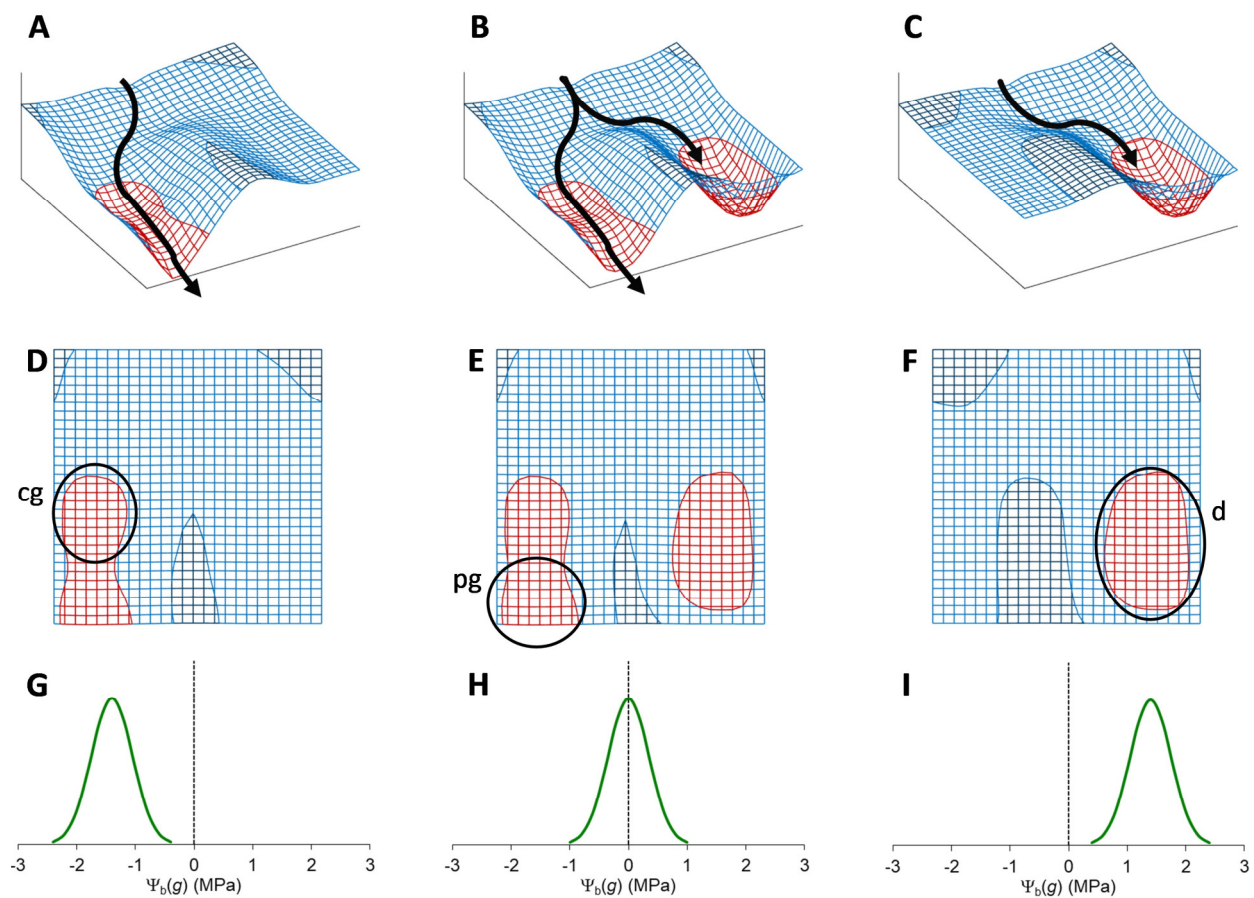 A B C
D E F
cg
pg
d
G H I
-3 -2 -1 0 1 2 3
Ψb(g) (MPa)
-3 -2 -1 0 1 2 3
Ψb(g) (MPa)
-3 -2 -1 0 1 2 3
Ψb(g) (MPa)